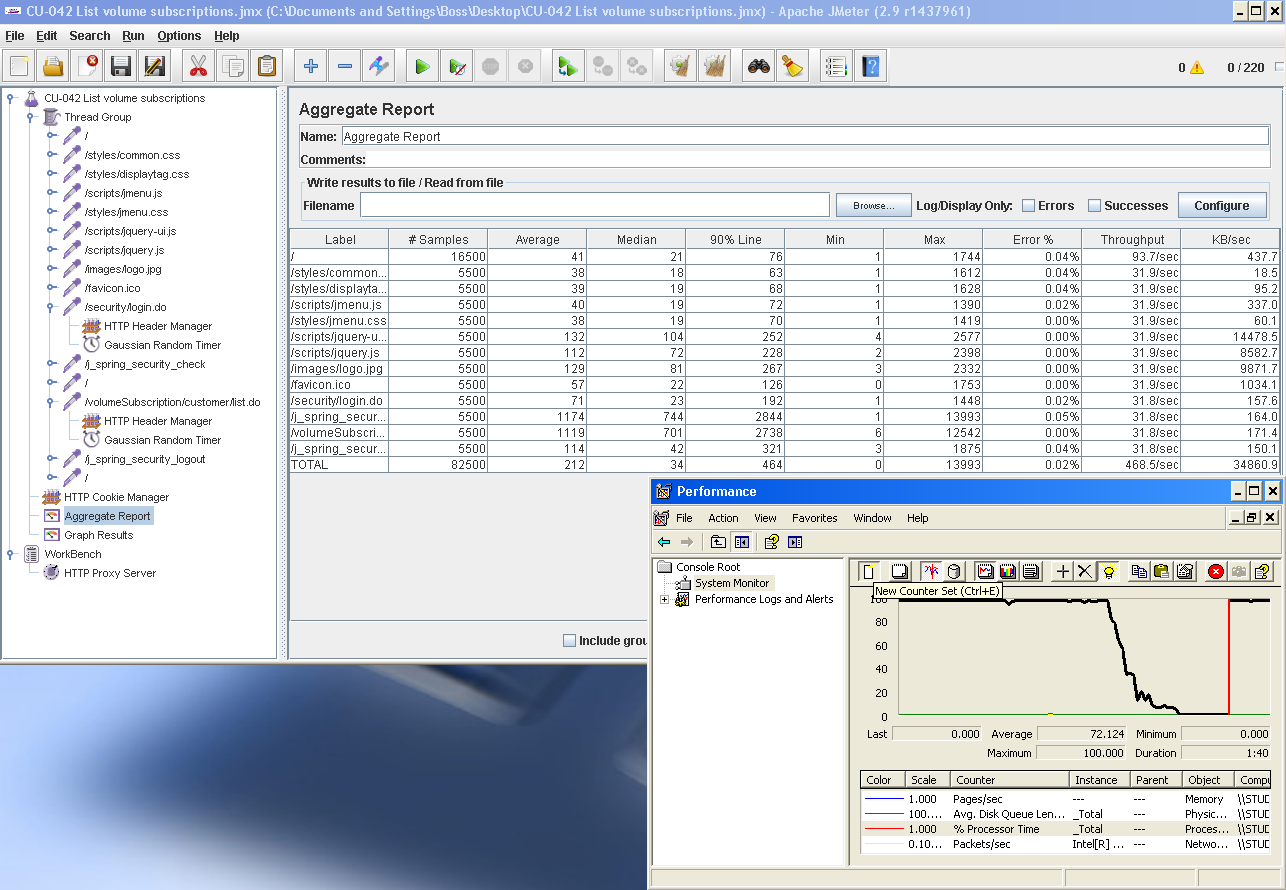 CU-042 List volume subscriptions.jmx (C:\Documents and Settings\Boss\Desktop\CU-042 List volume subscriptions.jmx) - Apache JMeter (2.9 r1437961)
File Edit Search Run Options Help
0 0 / 220
CU-042 List volume subscriptions
Thread Group
/
/styles/common.css
/styles/displaytag.css
/scripts/jmenu.js
/styles/jmenu.css
/scripts/jquery-ui.js
/scripts/jquery.js
/images/logo.jpg
/favicon.ico
/security/login.do
HTTP Header Manager
Gaussian Random Timer
/j_spring_security_check
/
/volumeSubscription/customer/list.do
HTTP Header Manager
Gaussian Random Timer
/j_spring_security_logout
/
HTTP Cookie Manager
Aggregate Report
Graph Results
WorkBench
HTTP Proxy Server
Aggregate Report
Name: Aggregate Report
Comments:
Write results to file / Read from file
Filename Browse... Log/Display Only: Errors Successes Configure
Label # Samples Average Median 90% Line Min Max Error % Throughput KB/sec
/ 16500 41 21 76 1 1744 0.04% 93.7/sec 437.7
/styles/common... 5500 38 18 63 1 1612 0.04% 31.9/sec 18.5
/styles/displayta... 5500 39 19 68 1 1628 0.04% 31.9/sec 95.2
/scripts/jmenu.js 5500 40 19 72 1 1390 0.02% 31.9/sec 337.0
/styles/jmenu.css 5500 38 19 70 1 1419 0.00% 31.9/sec 60.1
/scripts/jquery-u... 5500 132 104 252 4 2577 0.00% 31.9/sec 14478.5
/scripts/jquery.js 5500 112 72 228 2 2398 0.00% 31.9/sec 8582.7
/images/logo.jpg 5500 129 81 267 3 2332 0.00% 31.9/sec 9871.7
/favicon.ico 5500 57 22 126 0 1753 0.00% 31.9/sec 1034.1
/security/login.do 5500 71 23 192 1 1448 0.02% 31.9/sec 157.6
/j_spring_secur... 5500 1174 744 2844 1 13993 0.05% 31.8/sec 164.0
/volumeSubscri... 5500 1119 701 2738 6 12542 0.00% 31.8/sec 171.4
/j_spring_secur... 5500 114 42 321 3 1875 0.04% 31.8/sec 150.1
TOTAL 82500 212 34 464 0 13993 0.02% 468.5/sec 34860.9
Include grou
Performance
File Action View Favorites Window Help
Console Root
System Monitor
Performance Logs and Alerts
New Counter Set (Ctrl+E)
100
80
60
40
20
0
Last 0.000 Average 72.124 Minimum 0.000
Maximum 100.000 Duration 1:40
Color Scale Counter Instance Parent Object Compu
1.000 Pages/sec --- --- Memory \\STUD
100.... Avg. Disk Queue Len... _Total --- Physic... \\STUD
1.000 % Processor Time _Total --- Proces... \\STUD
0.10... Packets/sec Intel[R] ... --- Netwo... \\STUD